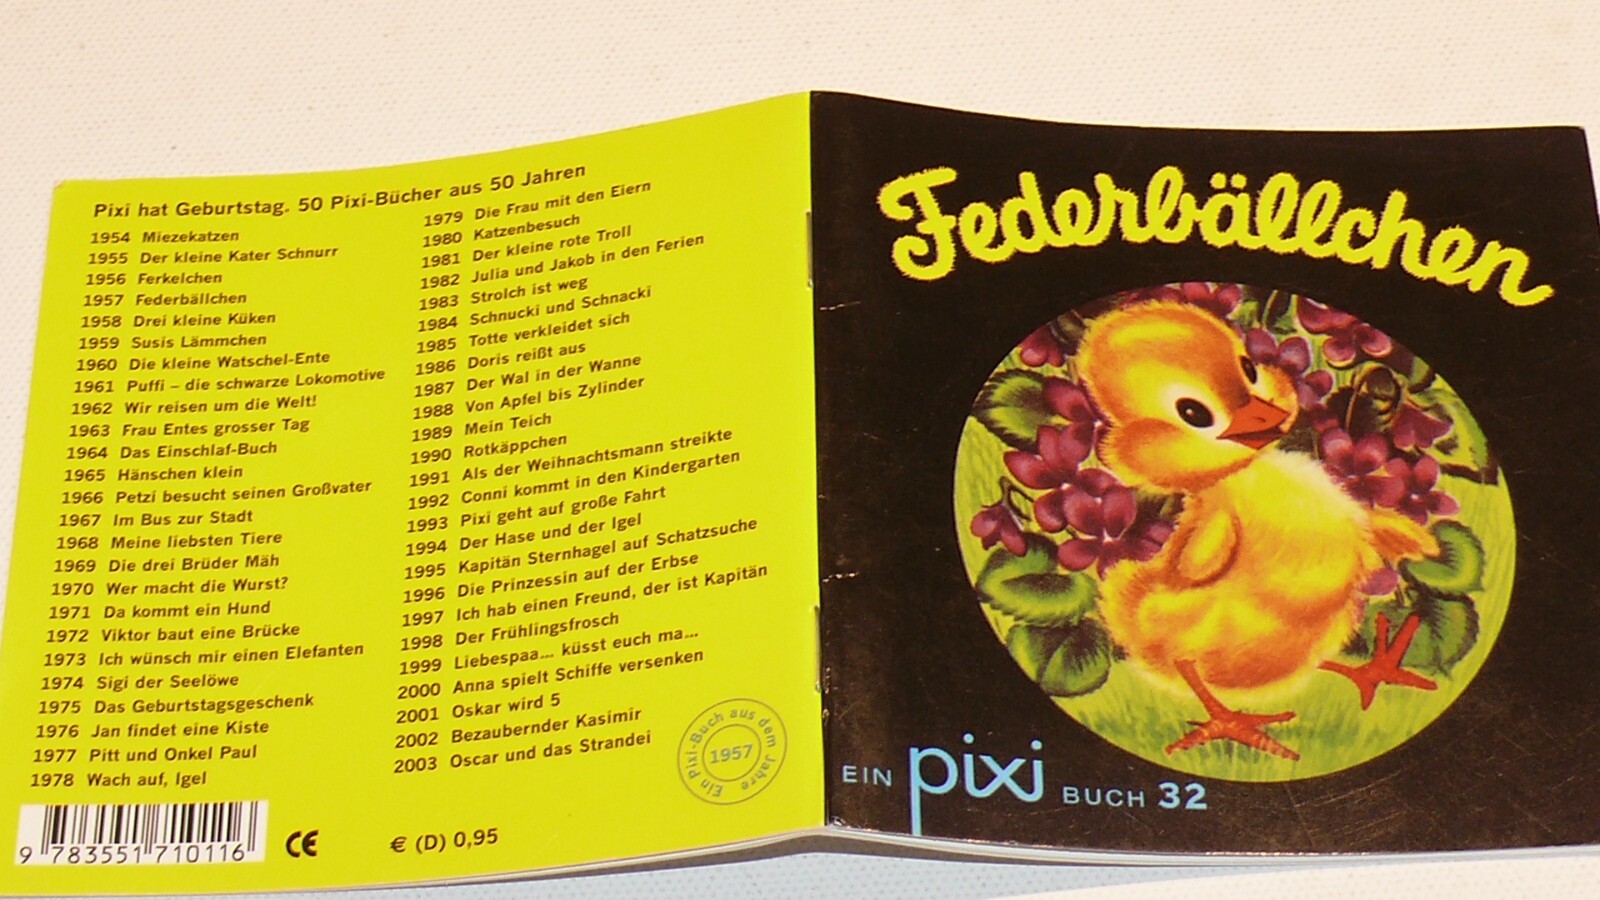 Pixi hat Geburtstag. 50 Pixi-Bücher aus 50 Jahren
1954 Miezekatzen
1955 Der kleine Kater Schnurr
1956 Ferkelchen
1957 Federbällchen
1958 Drei kleine Küken
1959 Susis Lämmchen
1960 Die kleine Watschel-Ente
1961 Puffi – die schwarze Lokomotive
1962 Wir reisen um die Welt!
1963 Frau Entes grosser Tag
1964 Das Einschlaf-Buch
1965 Hänschen klein
1966 Petzi besucht seinen Großvater
1967 Im Bus zur Stadt
1968 Meine liebsten Tiere
1969 Die drei Brüder Mäh
1970 Wer macht die Wurst?
1971 Da kommt ein Hund
1972 Viktor baut eine Brücke
1973 Ich wünsch mir einen Elefanten
1974 Sigi der Seelöwe
1975 Das Geburtstagsgeschenk
1976 Jan findet eine Kiste
1977 Pitt und Onkel Paul
1978 Wach auf, Igel
1979 Die Frau mit den Eiern
1980 Katzenbesuch
1981 Der kleine rote Troll
1982 Julia und Jakob in den Ferien
1983 Strolch ist weg
1984 Schnucki und Schnacki
1985 Totte verkleidet sich
1986 Doris reißt aus
1987 Der Wal in der Wanne
1988 Von Apfel bis Zylinder
1989 Mein Teich
1990 Rotkäppchen
1991 Als der Weihnachtsmann streikte
1992 Conni kommt in den Kindergarten
1993 Pixi geht auf große Fahrt
1994 Der Hase und der Igel
1995 Kapitän Sternhagel auf Schatzsuche
1996 Die Prinzessin auf der Erbse
1997 Ich hab einen Freund, der ist Kapitän
1998 Der Frühlingsfrosch
1999 Liebespaa... küsst euch ma...
2000 Anna spielt Schiffe versenken
2001 Oskar wird 5
2002 Bezaubernder Kasimir
2003 Oscar und das Strandei
Ein Pixi-Buch aus dem Jahre
1957
9 783551 710116
CE
€ (D) 0,95
Federbällchen
EIN pixi BUCH 32